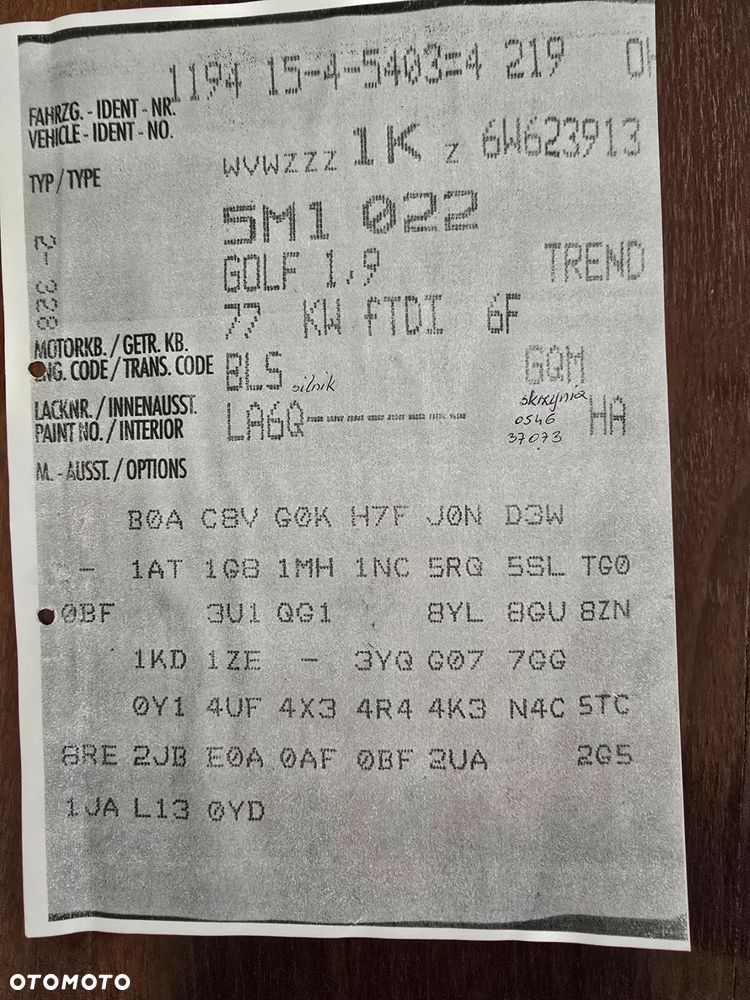 1194 15-4-5403=4 219
FAHRZG. - IDENT - NR.
VEHICLE - IDENT - NO.
WVWZZZ 1K Z 6W623913
TYP / TYPE
5M1 022
2- 328
GOLF 1,9 TREND
77 KW fTDI 6F
MOTORKB. / GETR. KB.
ENG. CODE / TRANS. CODE
BLS silnik GQM
skrzynia
0546
37073
LACKNR. / INNENAUSST.
PAINT NO. / INTERIOR
LA6Q HA
M. - AUSST. / OPTIONS
B0A C8V G0K H7F J0N D3W
- 1AT 1G8 1MH 1NC 5RQ 5SL TG0
0BF 3U1 QG1 8YL 8GU 8ZN
1KD 1ZE - 3YQ G07 7GG
0Y1 4UF 4X3 4R4 4K3 N4C 5TC
8RE 2JB E0A 0AF 0BF 2UA 2G5
1JA L13 0YD
OTOMOTO